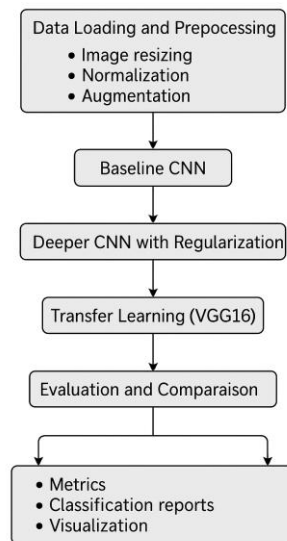 Data Loading and Prepocessing
• Image resizing
• Normalization
• Augmentation
Baseline CNN
Deeper CNN with Regularization
Transfer Learning (VGG16)
Evaluation and Comparaison
• Metrics
• Classification reports
• Visualization